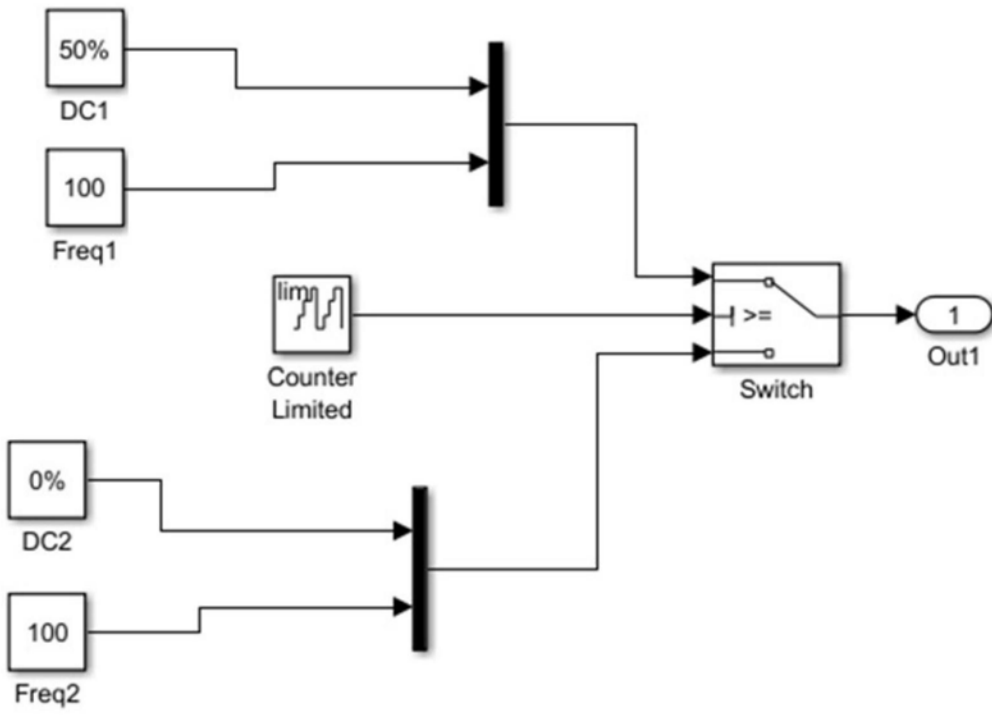 50%
DC1
100
Freq1
lim
Counter
Limited
>=
Switch
1
Out1
0%
DC2
100
Freq2